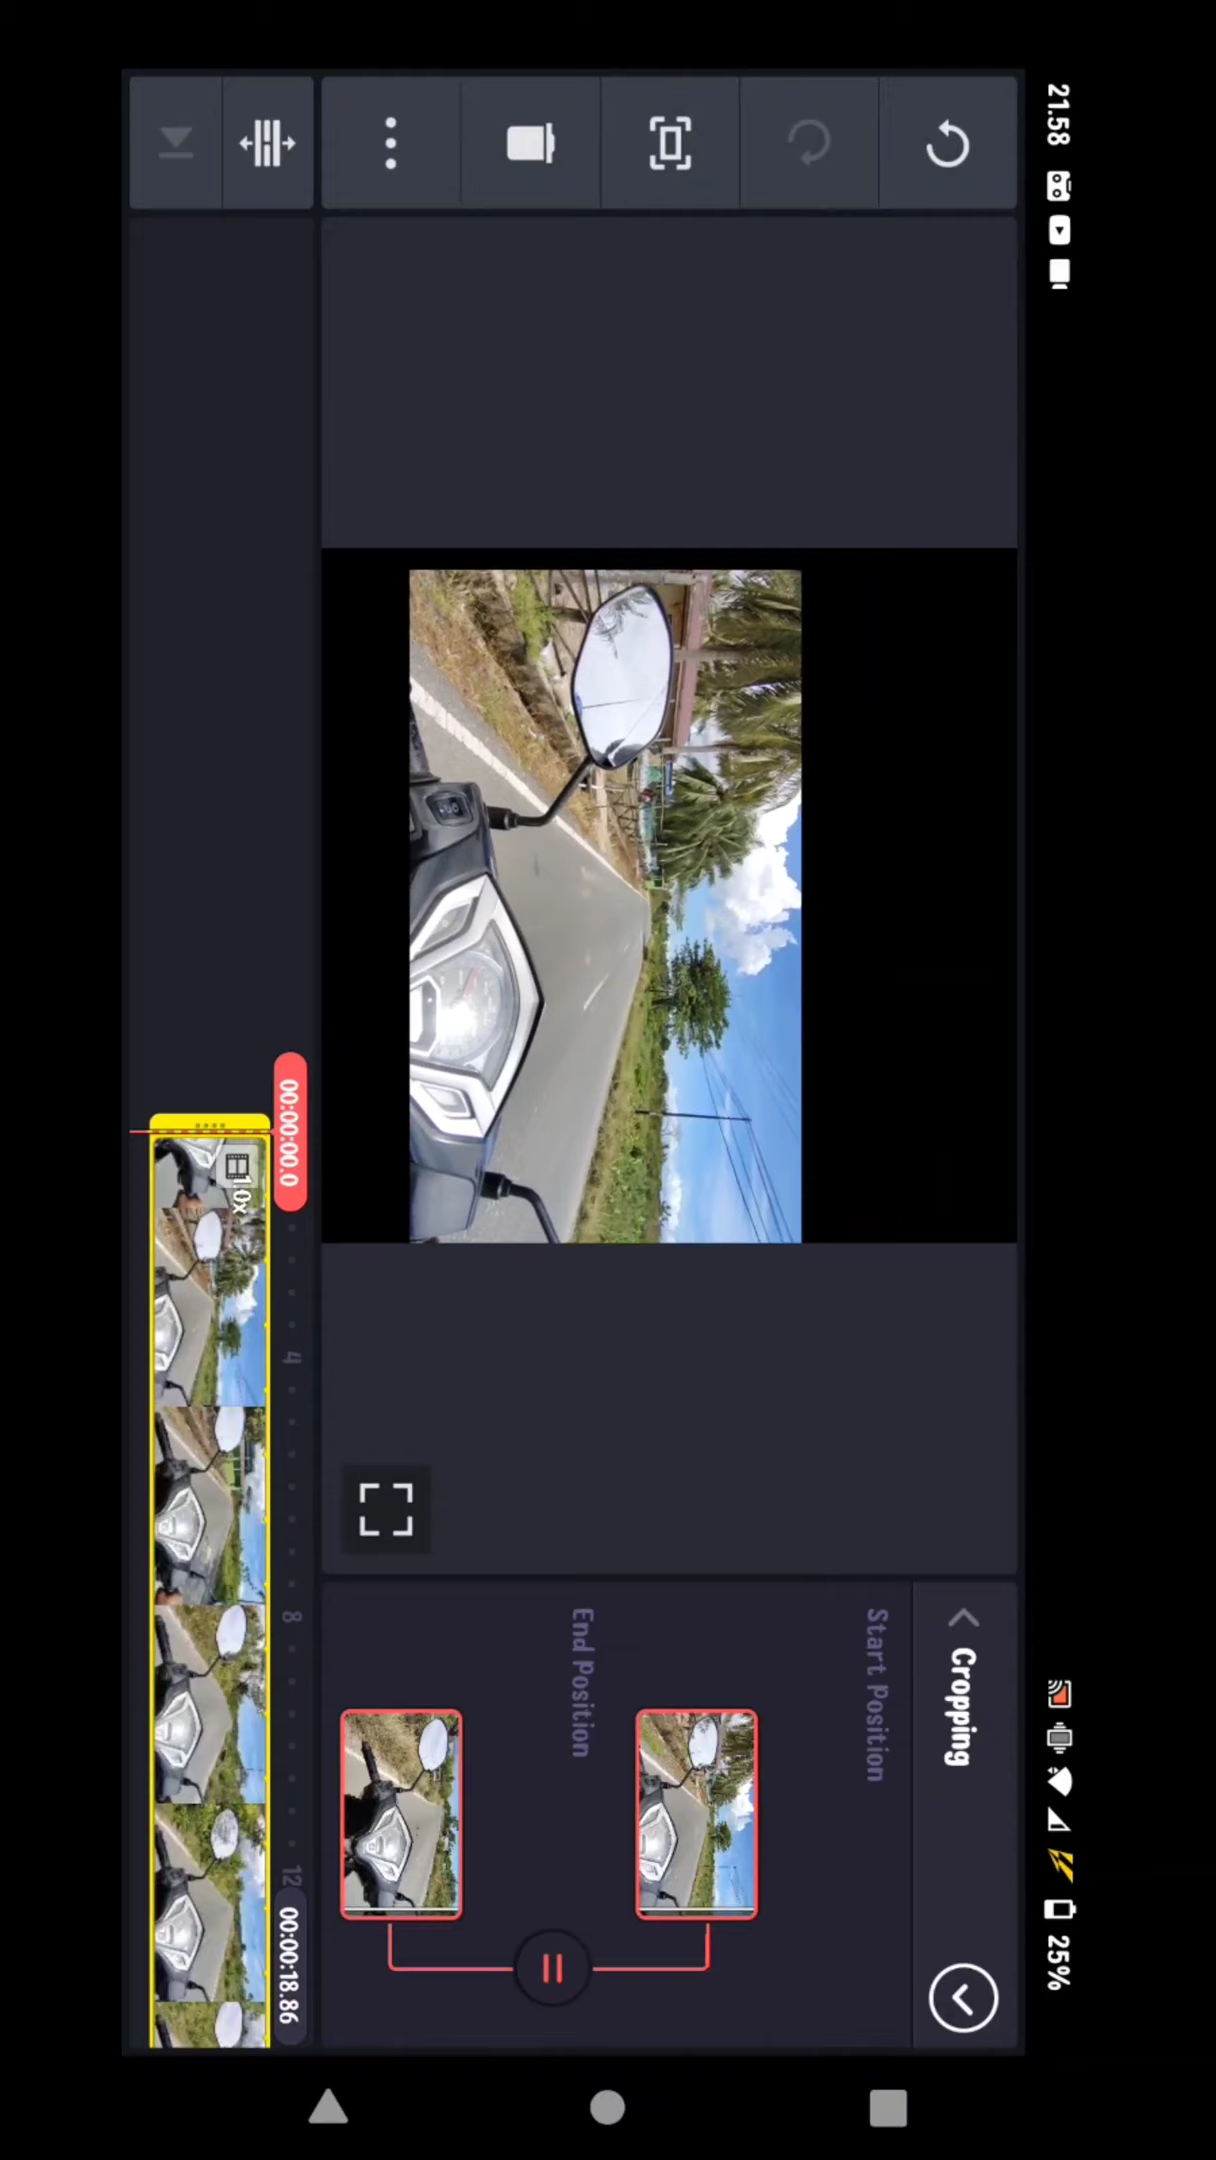 21.58
25%
Cropping
Start Position
End Position
00:00:00.0
4
8
12
00:00:18.86
1.0x